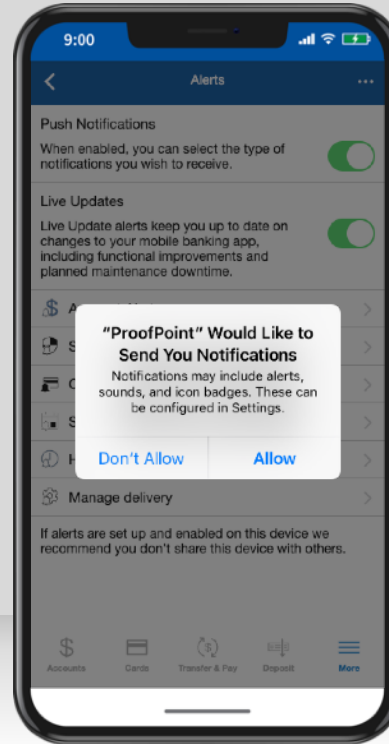 9:00
Alerts
Push Notifications
When enabled, you can select the type of
notifications you wish to receive.
Live Updates
Live Update alerts keep you up to date on
changes to your mobile banking app,
including functional improvements and
planned maintenance downtime.
"ProofPoint" Would Like to
Send You Notifications
Notifications may include alerts,
sounds, and icon badges. These can
be configured in Settings.
Don't Allow
Allow
Manage delivery
If alerts are set up and enabled on this device we
recommend you don't share this device with others.
Accounts
Cards
Transfer & Pay
Deposit
More